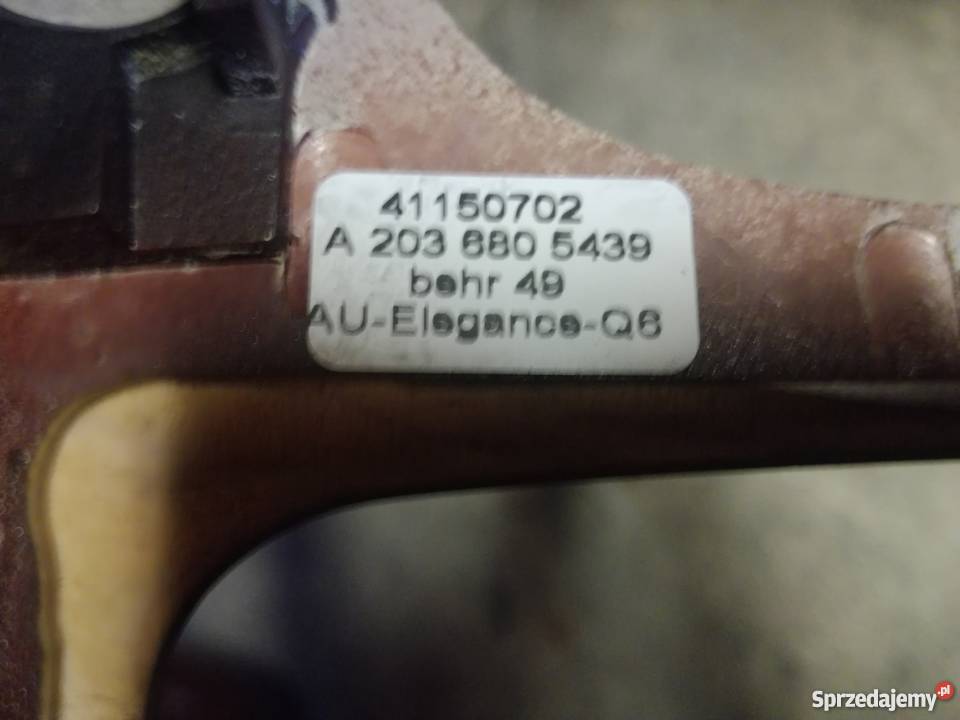 41150702
A 203 680 5439
behr 49
AU-Elegance-Q6
Sprzedajemy.pl